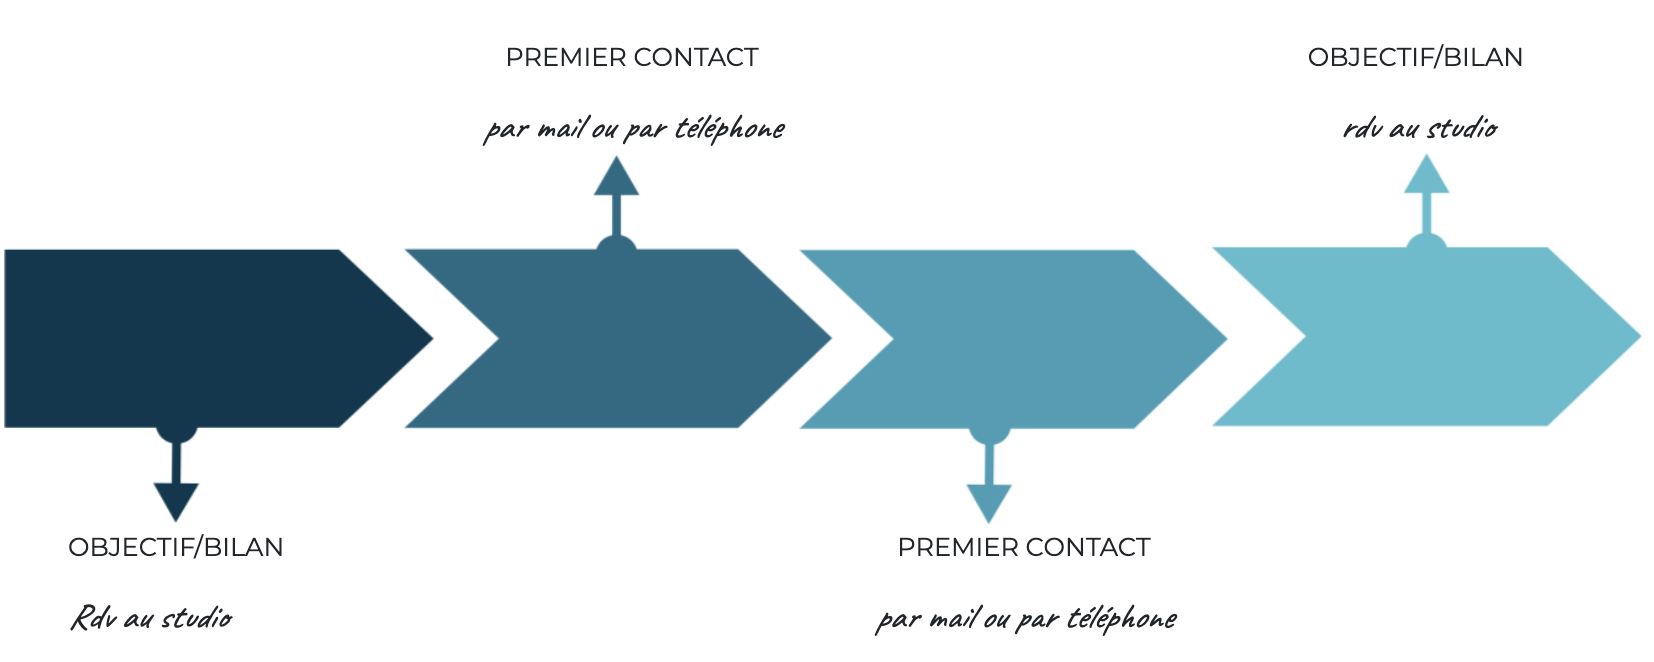 PREMIER CONTACT
par mail ou par téléphone
OBJECTIF/BILAN
rdv au studio
OBJECTIF/BILAN
Rdv au studio
PREMIER CONTACT
par mail ou par téléphone